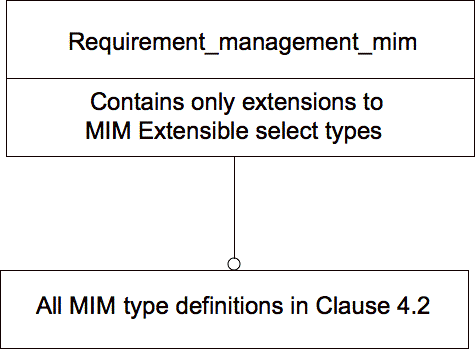 Requirement_management_mim
Contains only extensions to
MIM Extensible select types
All MIM type definitions in Clause 4.2